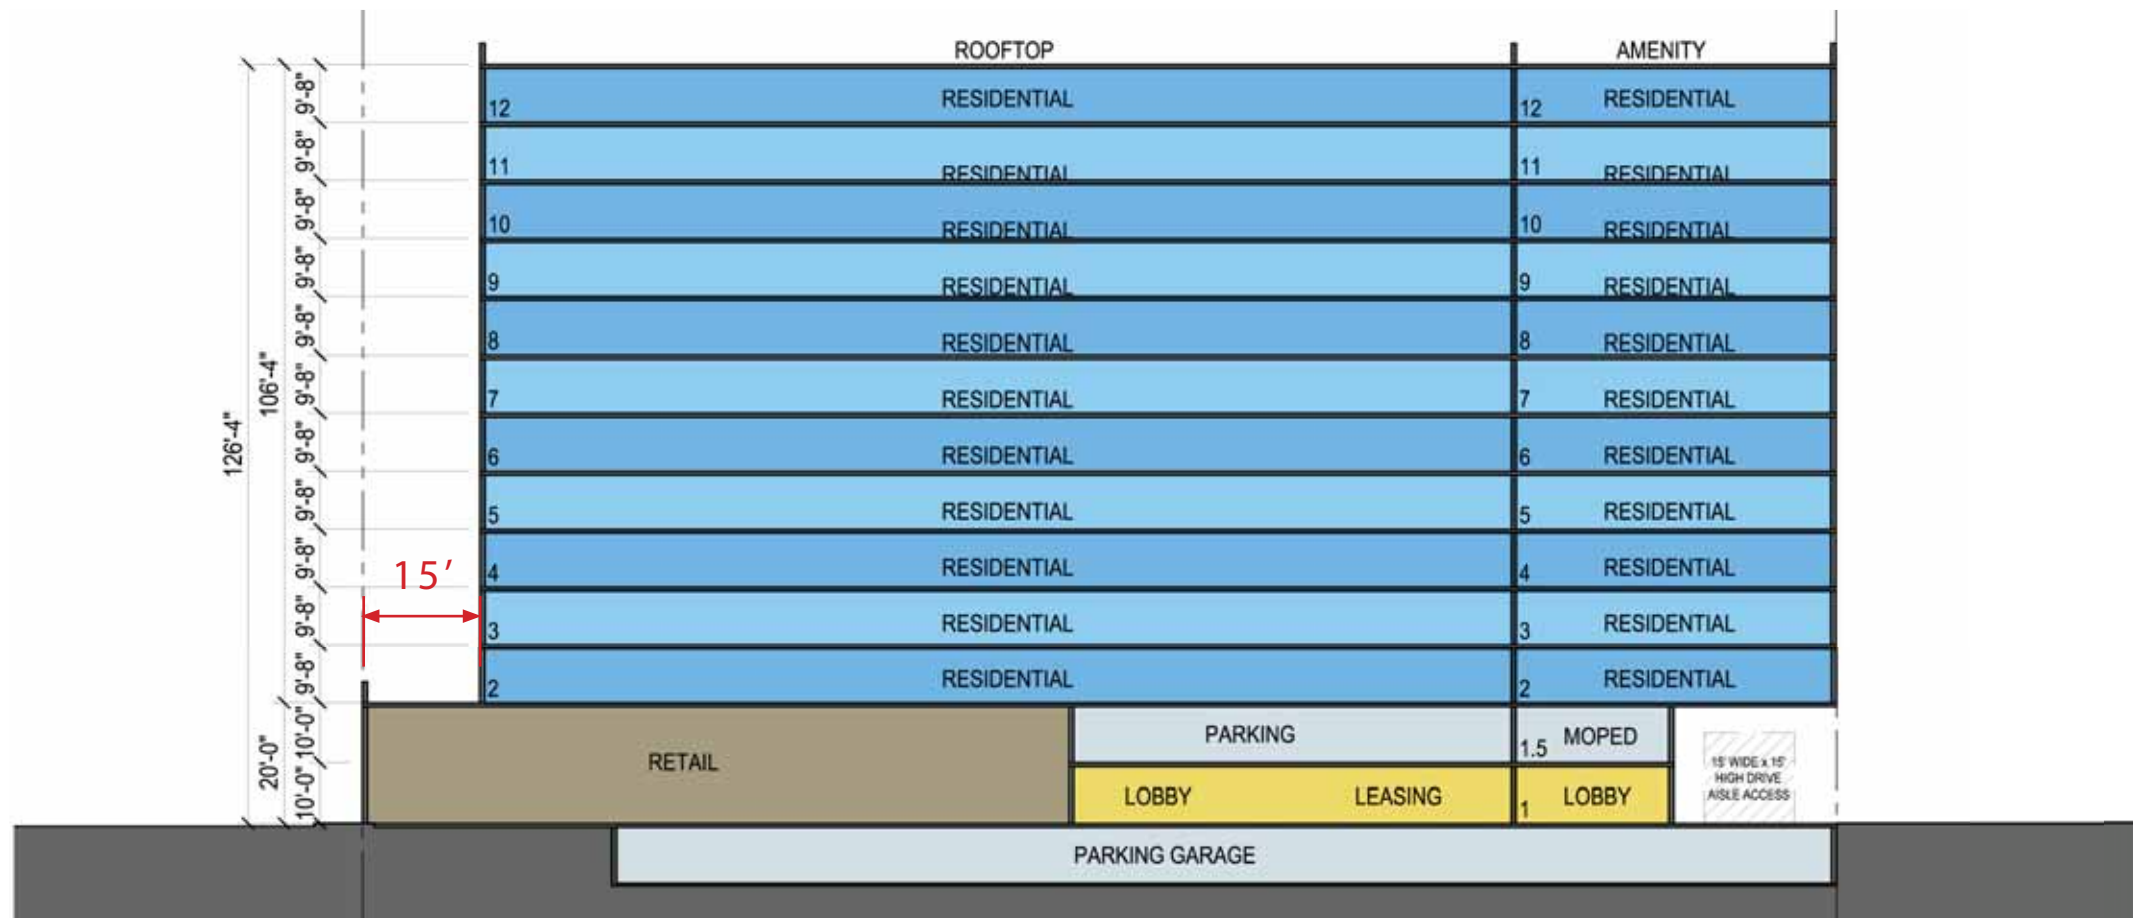 ROOFTOP AMENITY
9'-8" 12 RESIDENTIAL 12 RESIDENTIAL
9'-8" 11 RESIDENTIAL 11 RESIDENTIAL
9'-8" 10 RESIDENTIAL 10 RESIDENTIAL
9'-8" 9 RESIDENTIAL 9 RESIDENTIAL
9'-8" 8 RESIDENTIAL 8 RESIDENTIAL
9'-8" 7 RESIDENTIAL 7 RESIDENTIAL
106'-4"
126'-4"
9'-8" 6 RESIDENTIAL 6 RESIDENTIAL
9'-8" 5 RESIDENTIAL 5 RESIDENTIAL
9'-8" 15' 4 RESIDENTIAL 4 RESIDENTIAL
9'-8" 3 RESIDENTIAL 3 RESIDENTIAL
9'-8" 2 RESIDENTIAL 2 RESIDENTIAL
10'-0" PARKING 1.5 MOPED
20'-0" RETAIL
15' WIDE x 15'
HIGH DRIVE
AISLE ACCESS
10'-0" LOBBY LEASING 1 LOBBY
PARKING GARAGE